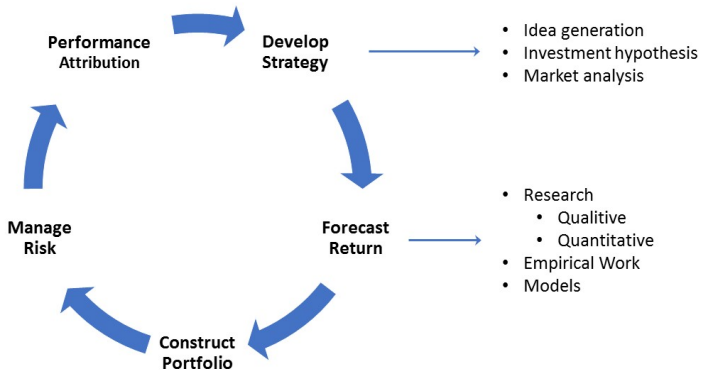 Performance
Attribution
Develop
Strategy
• Idea generation
• Investment hypothesis
• Market analysis
Manage
Risk
Forecast
Return
• Research
• Qualitive
• Quantitative
• Empirical Work
• Models
Construct
Portfolio